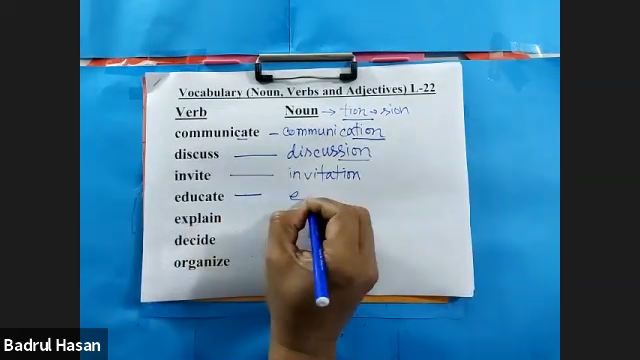 Vocabulary (Noun, Verbs and Adjectives) L-22
Verb Noun → tion → sion
communicate – communication
discuss — discussion
invite — invitation
educate — e
explain
decide
organize
Badrul Hasan